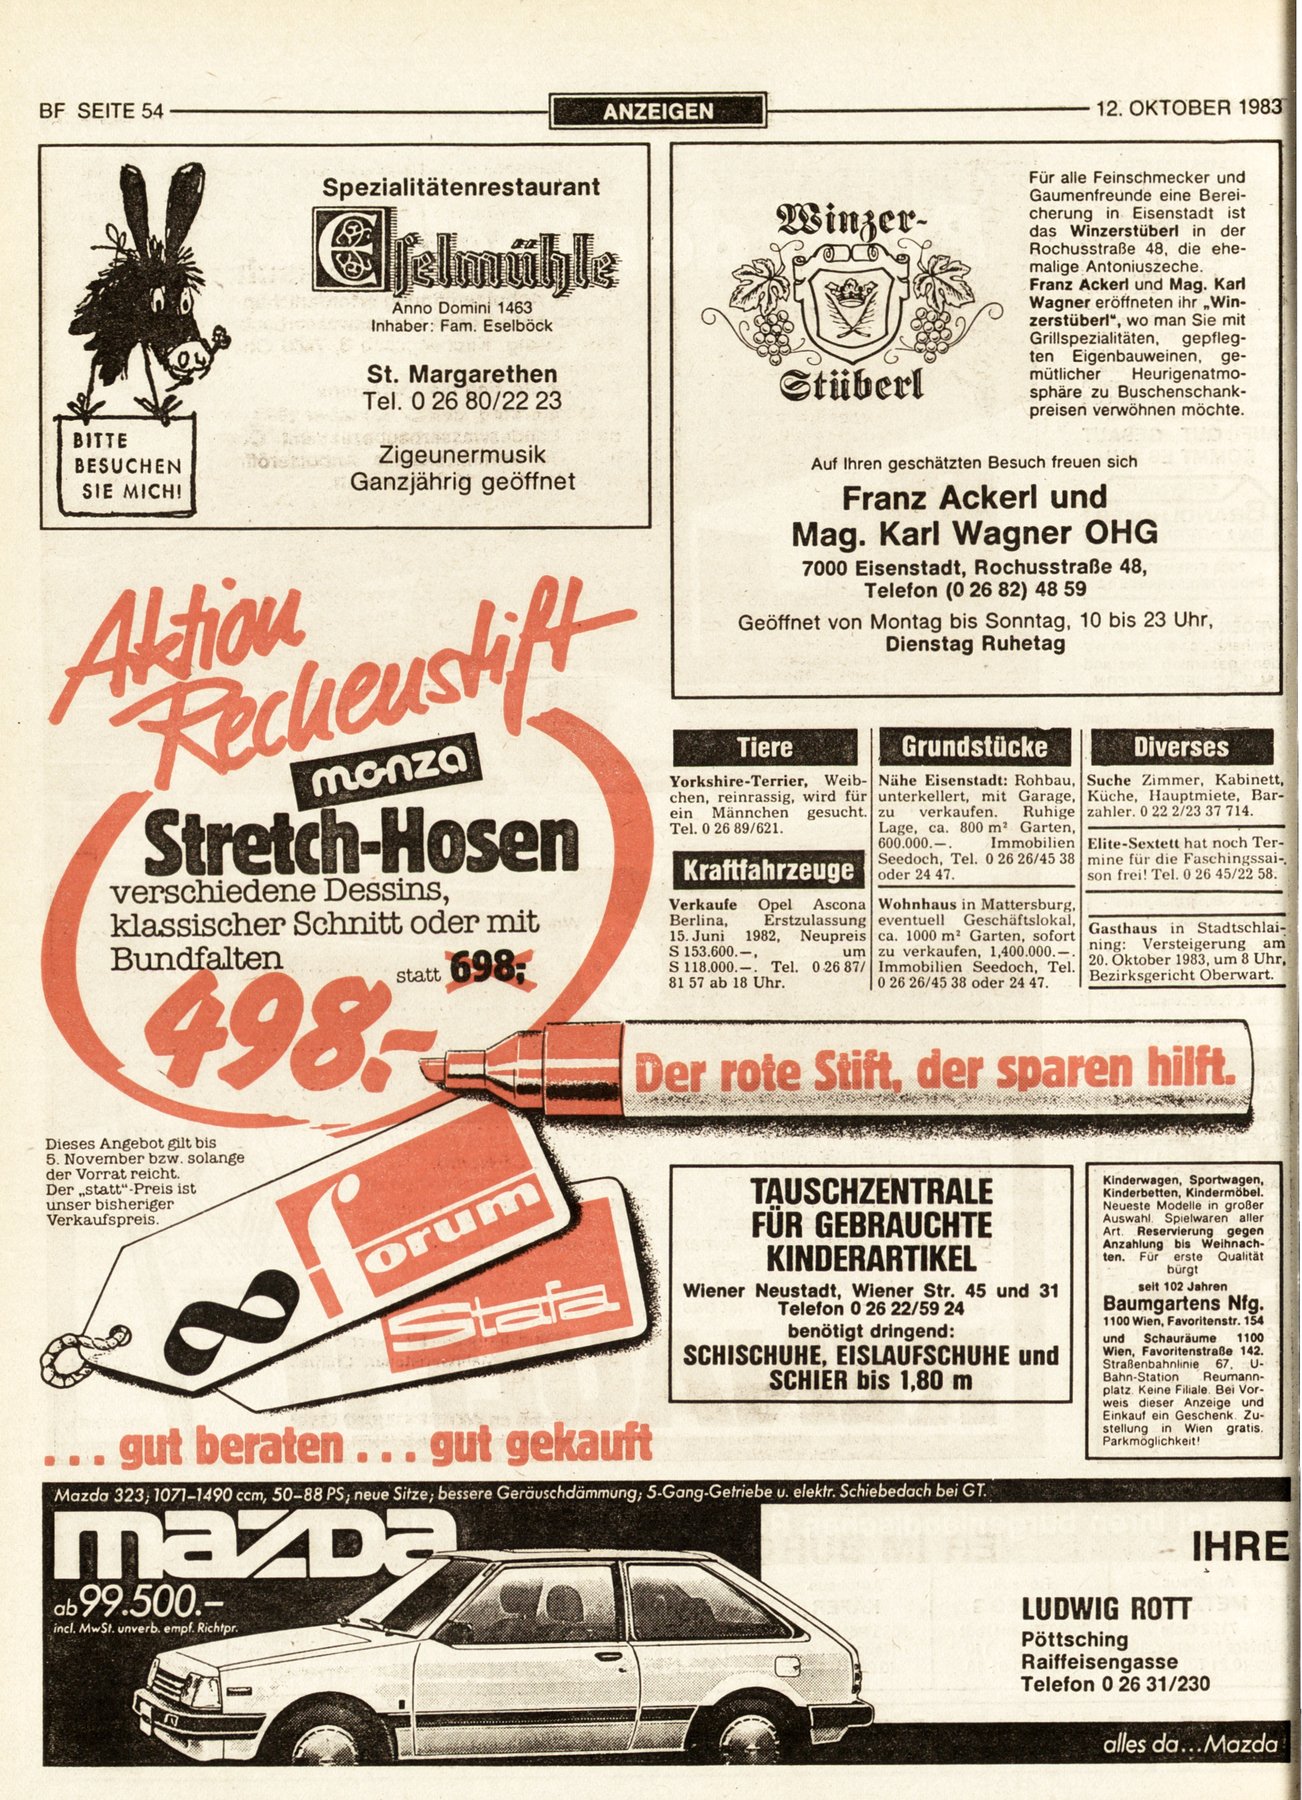 BF SEITE 54
ANZEIGEN
12. OKTOBER 1983
Spezialitätenrestaurant
Eselmühle
Anno Domini 1463
Inhaber: Fam. Eselböck
St. Margarethen
Tel. 0 26 80/22 23
Zigeunermusik
Ganzjährig geöffnet
BITTE
BESUCHEN
SIE MICH!
Winzer-
Stüberl
Für alle Feinschmecker und
Gaumenfreunde eine Berei-
cherung in Eisenstadt ist
das Winzerstüberl in der
Rochusstraße 48, die ehe-
malige Antoniuszeche.
Franz Ackerl und Mag. Karl
Wagner eröffneten ihr „Win-
zerstüberl“, wo man Sie mit
Grillspezialitäten, gepfleg-
ten Eigenbauweinen, ge-
mütlicher Heurigenatmo-
sphäre zu Buschenschank-
preisen verwöhnen möchte.
Auf Ihren geschätzten Besuch freuen sich
Franz Ackerl und
Mag. Karl Wagner OHG
7000 Eisenstadt, Rochusstraße 48,
Telefon (0 26 82) 48 59
Geöffnet von Montag bis Sonntag, 10 bis 23 Uhr,
Dienstag Ruhetag
Aktion
Rechenstift
monza
Stretch-Hosen
verschiedene Dessins,
klassischer Schnitt oder mit
Bundfalten
statt 698,-
498.-
Der rote Stift, der sparen hilft.
Dieses Angebot gilt bis
5. November bzw. solange
der Vorrat reicht.
Der „statt“-Preis ist
unser bisheriger
Verkaufspreis.
forum
Stafa
. . . gut beraten . . . gut gekauft
Tiere
Yorkshire-Terrier, Weib-
chen, reinrassig, wird für
ein Männchen gesucht.
Tel. 0 26 89/621.
Kraftfahrzeuge
Verkaufe Opel Ascona
Berlina, Erstzulassung
15. Juni 1982, Neupreis
S 153.600.–, um
S 118.000.–. Tel. 0 26 87/
81 57 ab 18 Uhr.
Grundstücke
Nähe Eisenstadt: Rohbau,
unterkellert, mit Garage,
zu verkaufen. Ruhige
Lage, ca. 800 m² Garten,
600.000.–. Immobilien
Seedoch, Tel. 0 26 26/45 38
oder 24 47.
Wohnhaus in Mattersburg,
eventuell Geschäftslokal,
ca. 1000 m² Garten, sofort
zu verkaufen, 1,400.000.–.
Immobilien Seedoch, Tel.
0 26 26/45 38 oder 24 47.
Diverses
Suche Zimmer, Kabinett,
Küche, Hauptmiete, Bar-
zahler. 0 22 2/23 37 714.
Elite-Sextett hat noch Ter-
mine für die Faschingssai-
son frei! Tel. 0 26 45/22 58.
Gasthaus in Stadtschlai-
ning: Versteigerung am
20. Oktober 1983, um 8 Uhr,
Bezirksgericht Oberwart.
TAUSCHZENTRALE
FÜR GEBRAUCHTE
KINDERARTIKEL
Wiener Neustadt, Wiener Str. 45 und 31
Telefon 0 26 22/59 24
benötigt dringend:
SCHISCHUHE, EISLAUFSCHUHE und
SCHIER bis 1,80 m
Kinderwagen, Sportwagen,
Kinderbetten, Kindermöbel.
Neueste Modelle in großer
Auswahl. Spielwaren aller
Art. Reservierung gegen
Anzahlung bis Weihnach-
ten. Für erste Qualität
bürgt
seit 102 Jahren
Baumgartens Nfg.
1100 Wien, Favoritenstr. 154
und Schauräume 1100
Wien, Favoritenstraße 142.
Straßenbahnlinie 67, U-
Bahn-Station Reumann-
platz. Keine Filiale. Bei Vor-
weis dieser Anzeige und
Einkauf ein Geschenk. Zu-
stellung in Wien gratis.
Parkmöglichkeit!
Mazda 323; 1071–1490 ccm, 50–88 PS; neue Sitze; bessere Geräuschdämmung; 5-Gang-Getriebe u. elektr. Schiebedach bei GT.
mazda
ab 99.500.–
incl. MwSt. unverb. empf. Richtpr.
IHRE
LUDWIG ROTT
Pöttsching
Raiffeisengasse
Telefon 0 26 31/230
alles da...Mazda